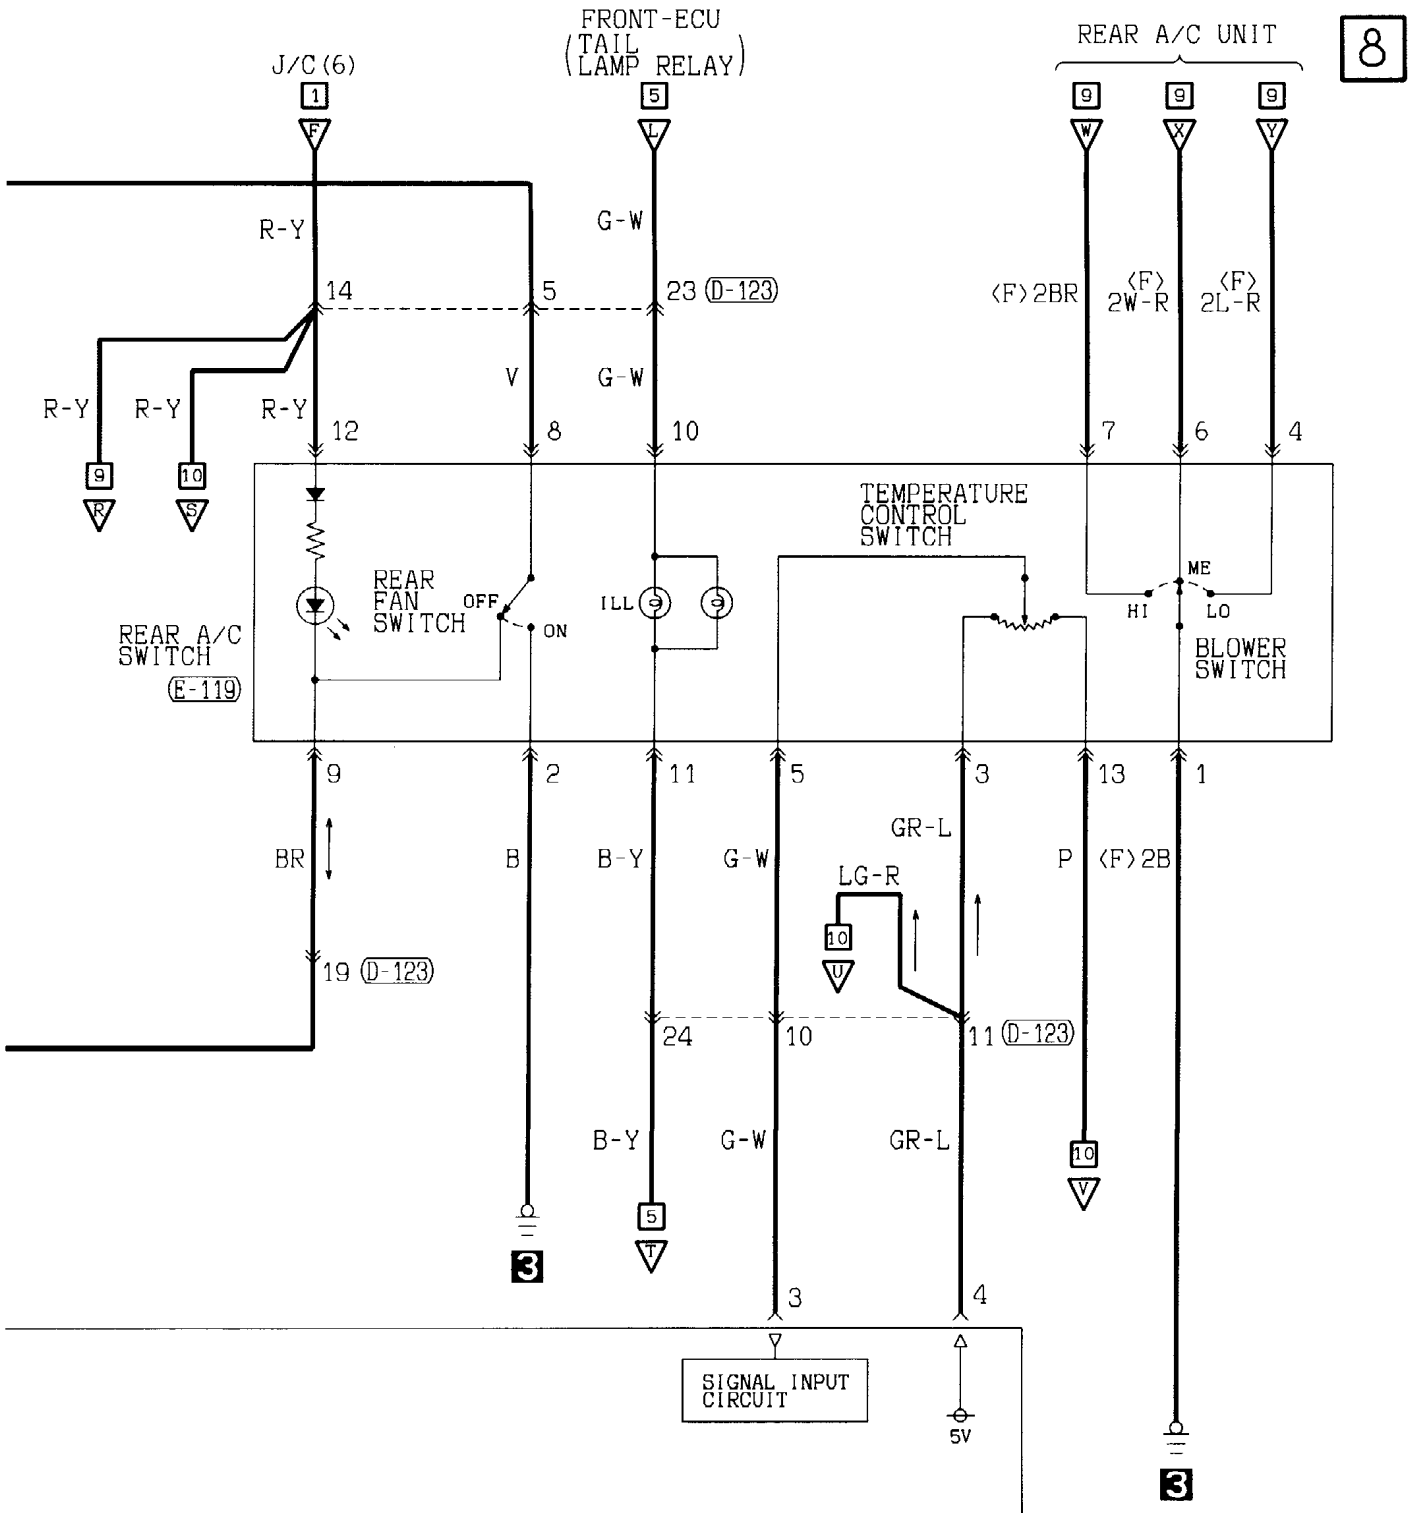 FRONT-ECU
(TAIL
LAMP RELAY)
REAR A/C UNIT
8
J/C(6)
1
5
9
9
9
F
L
W
X
Y
R-Y
G-W
14
5
23 (D-123)
⟨F⟩2BR
⟨F⟩
2W-R
⟨F⟩
2L-R
R-Y
R-Y
R-Y
V
G-W
12
8
10
7
6
4
9
10
R
S
TEMPERATURE
CONTROL
SWITCH
REAR
FAN
SWITCH
OFF
ON
ILL
ME
HI
LO
BLOWER
SWITCH
REAR A/C
SWITCH
(E-119)
9
2
11
5
3
13
1
BR
B
B-Y
G-W
GR-L
P
⟨F⟩2B
LG-R
10
U
19 (D-123)
24
10
11 (D-123)
B-Y
G-W
GR-L
10
V
5
T
3
3
4
SIGNAL INPUT
CIRCUIT
5V
3